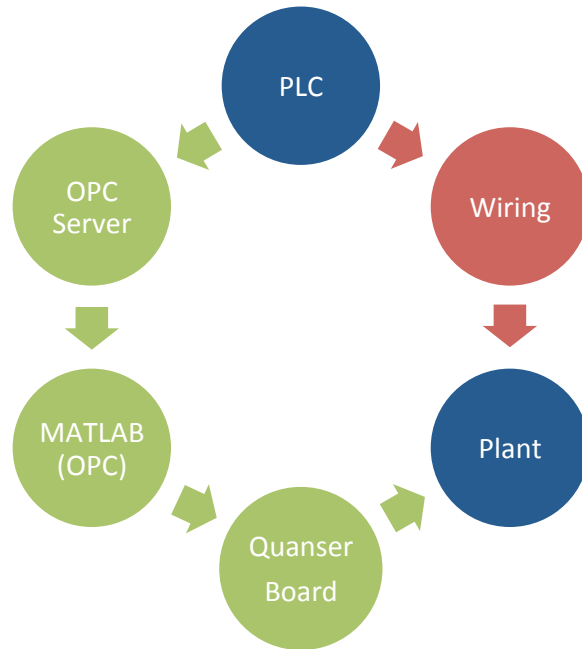 PLC
OPC
Server
Wiring
MATLAB
(OPC)
Plant
Quanser
Board